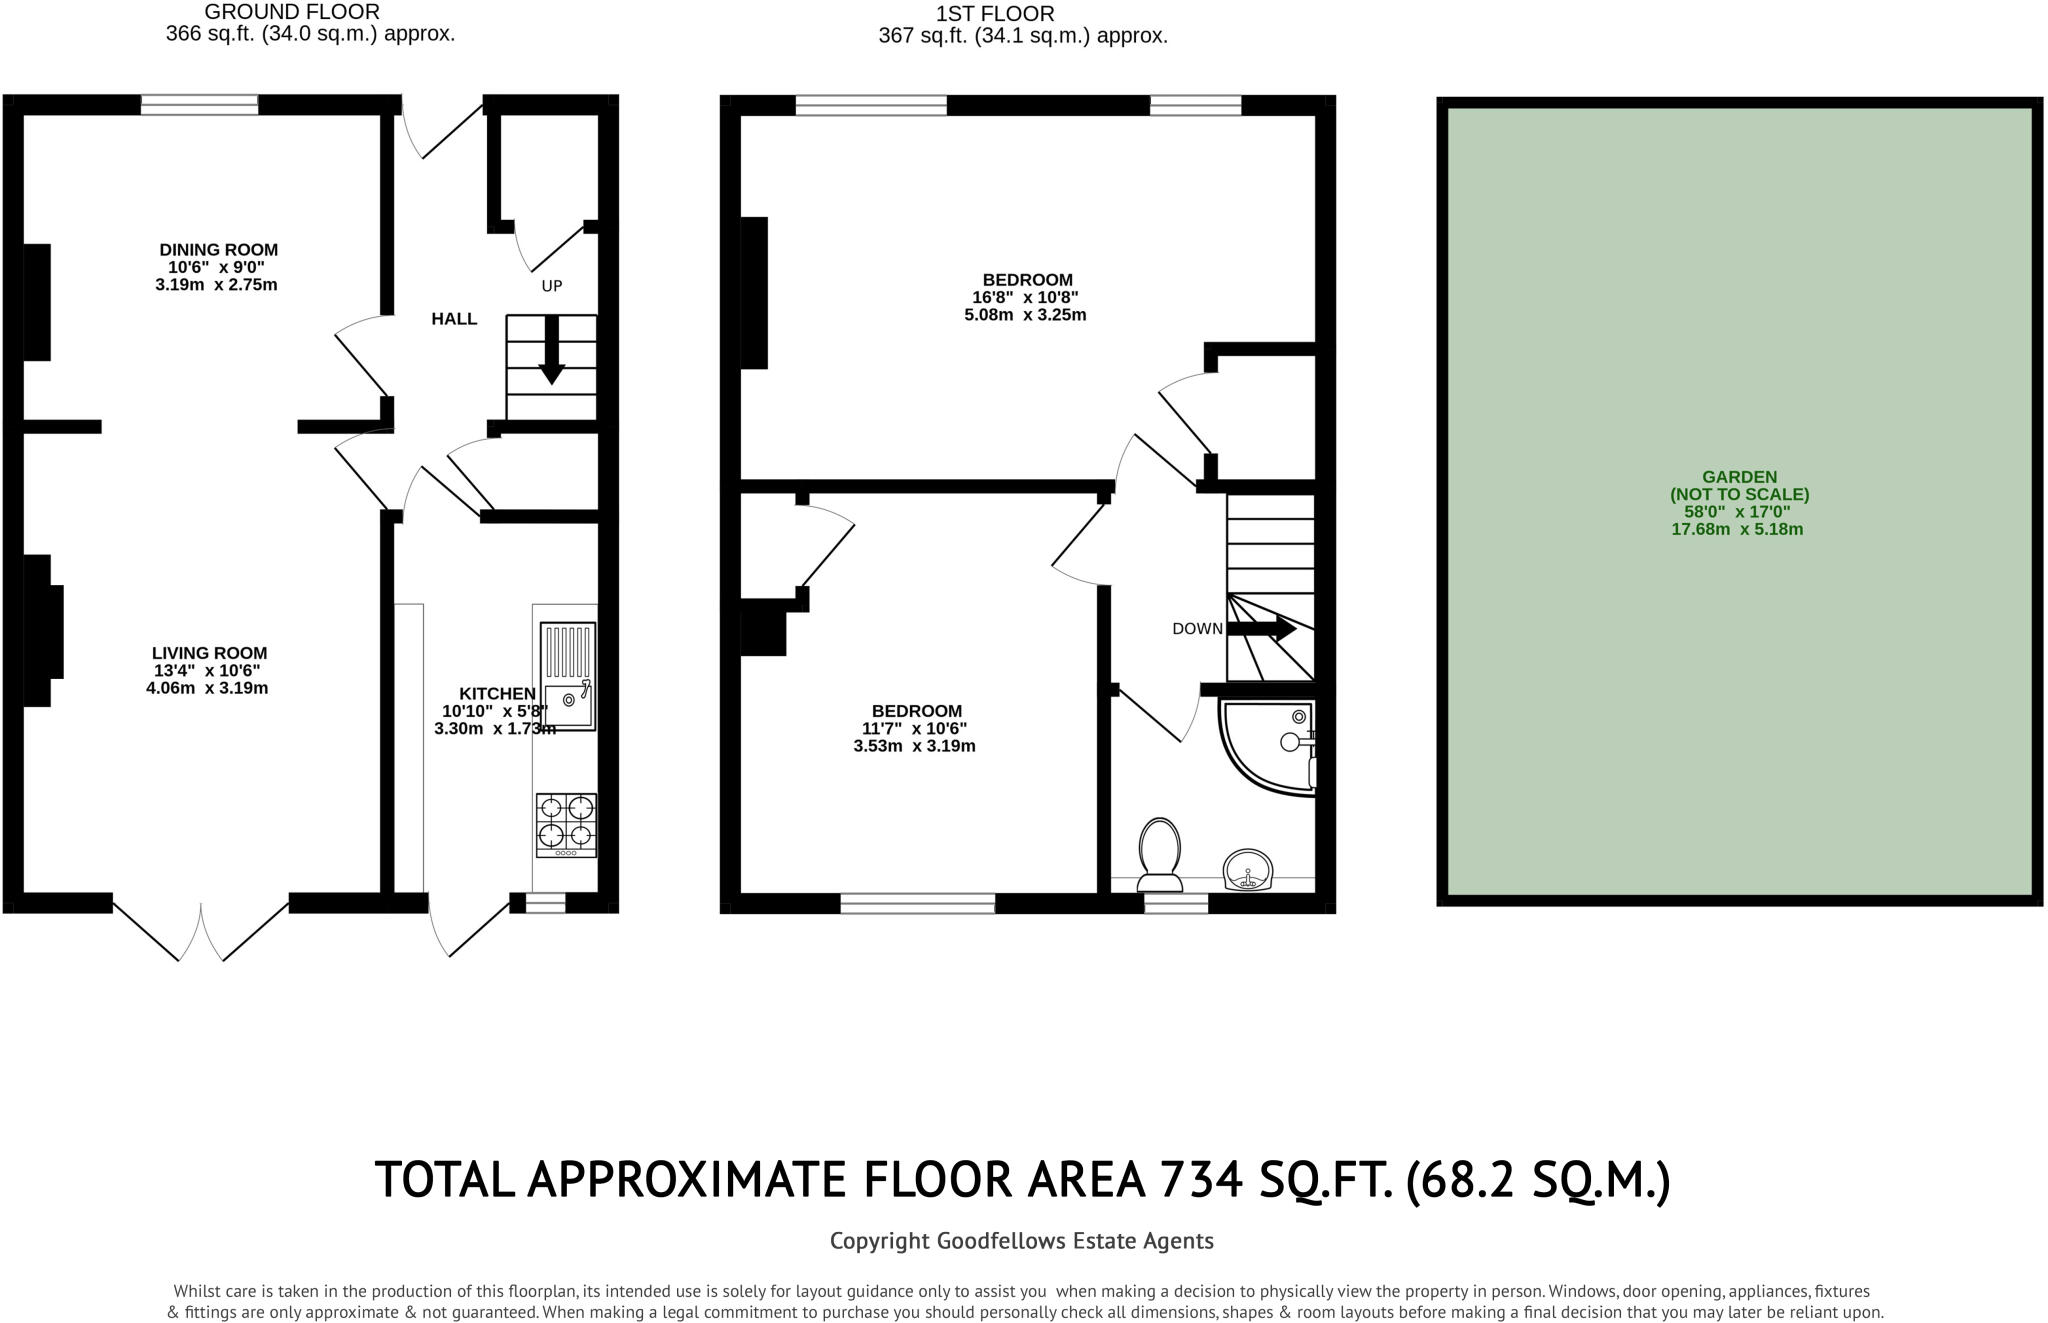 GROUND FLOOR
366 sq.ft. (34.0 sq.m.) approx.
1ST FLOOR
367 sq.ft. (34.1 sq.m.) approx.
DINING ROOM
10'6" x 9'0"
3.19m x 2.75m
UP
HALL
LIVING ROOM
13'4" x 10'6"
4.06m x 3.19m
KITCHEN
10'10" x 5'8"
3.30m x 1.73m
BEDROOM
16'8" x 10'8"
5.08m x 3.25m
DOWN
BEDROOM
11'7" x 10'6"
3.53m x 3.19m
GARDEN
(NOT TO SCALE)
58'0" x 17'0"
17.68m x 5.18m
TOTAL APPROXIMATE FLOOR AREA 734 SQ.FT. (68.2 SQ.M.)
Copyright Goodfellows Estate Agents
Whilst care is taken in the production of this floorplan, its intended use is solely for layout guidance only to assist you when making a decision to physically view the property in person. Windows, door opening, appliances, fixtures
& fittings are only approximate & not guaranteed. When making a legal commitment to purchase you should personally check all dimensions, shapes & room layouts before making a final decision that you may later be reliant upon.